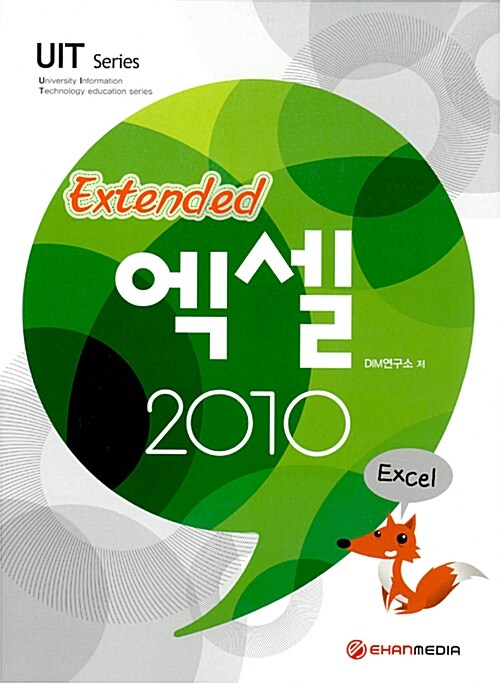 UIT Series
University Information
Technology education series
Extended
엑셀
DIM연구소 저
2010
Excel
EHANMEDIA